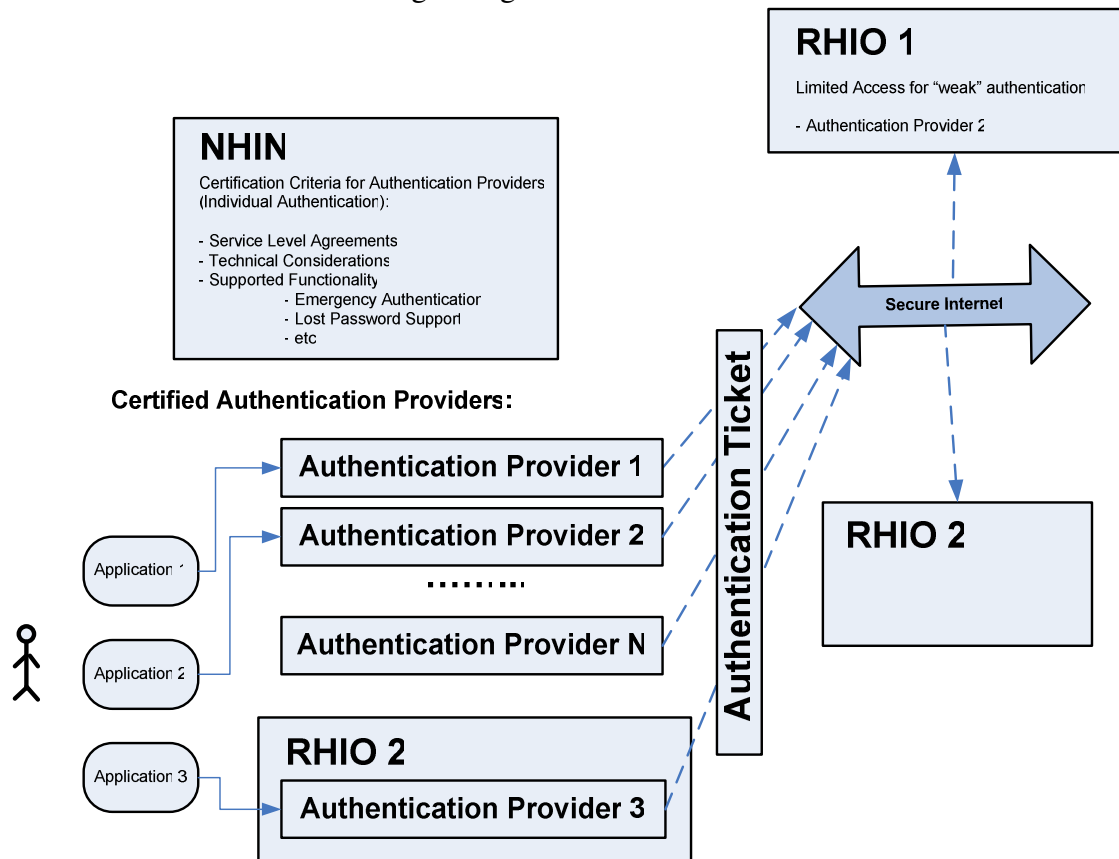 RHIO 1
Limited Access for “weak” authentication
- Authentication Provider 2
NHIN
Certification Criteria for Authentication Providers
(Individual Authentication):
- Service Level Agreements
- Technical Considerations
- Supported Functionality
- Emergency Authentication
- Lost Password Support
- etc
Secure Internet
Certified Authentication Providers:
Authentication Ticket
Authentication Provider 1
Authentication Provider 2
Application 1
.........
RHIO 2
Authentication Provider N
Application 2
RHIO 2
Application 3
Authentication Provider 3